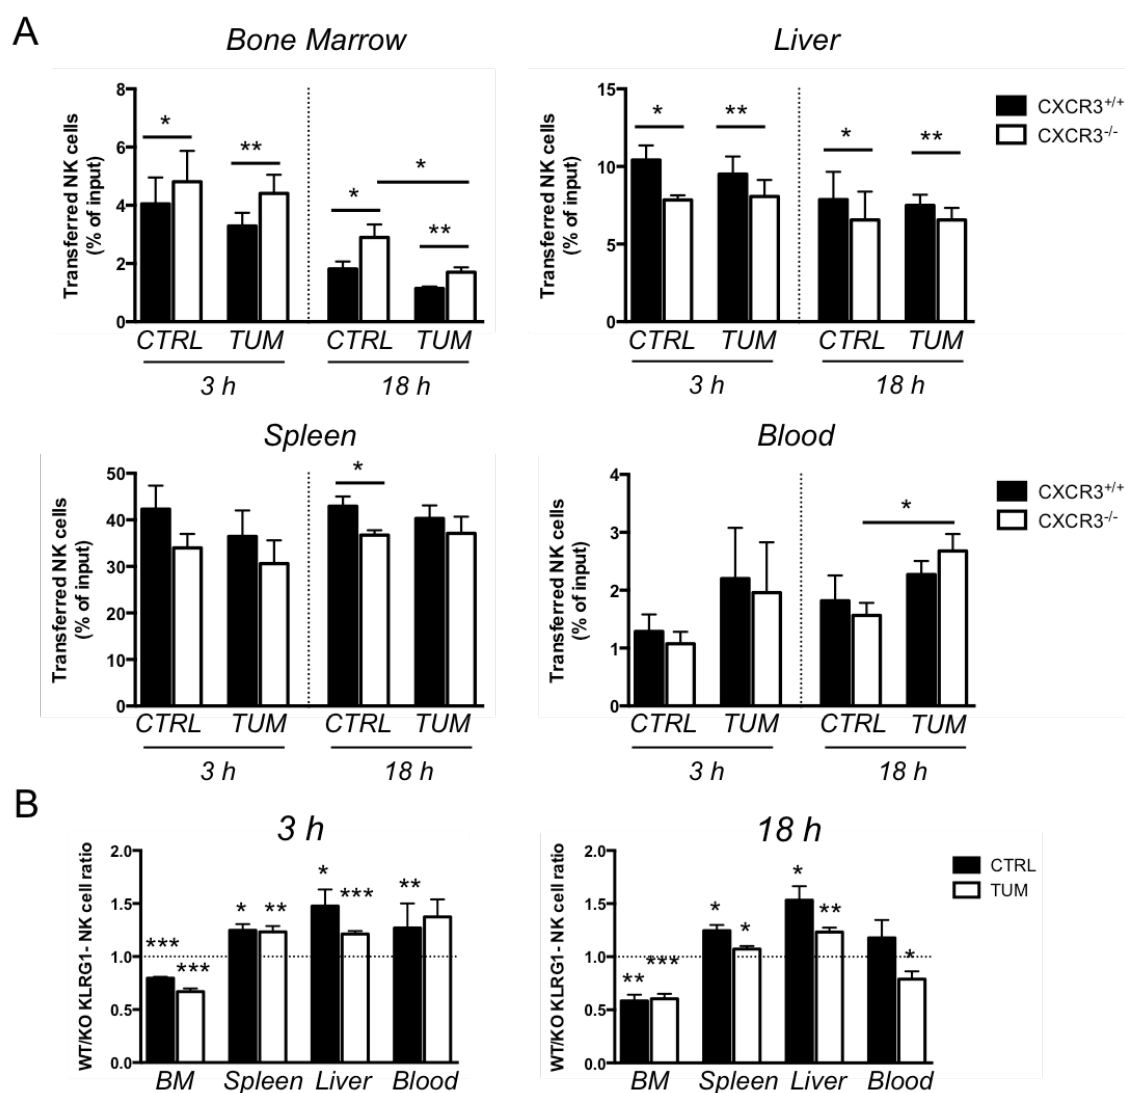 A
Bone Marrow
Liver
Transferred NK cells
(% of input)
8
6
4
2
0
*
**
*
**
*
CTRL TUM CTRL TUM
3 h 18 h
Transferred NK cells
(% of input)
15
10
5
0
*
**
*
**
CTRL TUM CTRL TUM
3 h 18 h
CXCR3+/+
CXCR3-/-
Spleen
Blood
Transferred NK cells
(% of input)
50
40
30
20
10
0
*
CTRL TUM CTRL TUM
3 h 18 h
Transferred NK cells
(% of input)
4
3
2
1
0
*
CTRL TUM CTRL TUM
3 h 18 h
CXCR3+/+
CXCR3-/-
B
3 h
WT/KO KLRG1- NK cell ratio
2.0
1.5
1.0
0.5
0.0
*** *** * ** * *** **
BM Spleen Liver Blood
18 h
WT/KO KLRG1- NK cell ratio
2.0
1.5
1.0
0.5
0.0
** *** * * * ** *
BM Spleen Liver Blood
CTRL
TUM